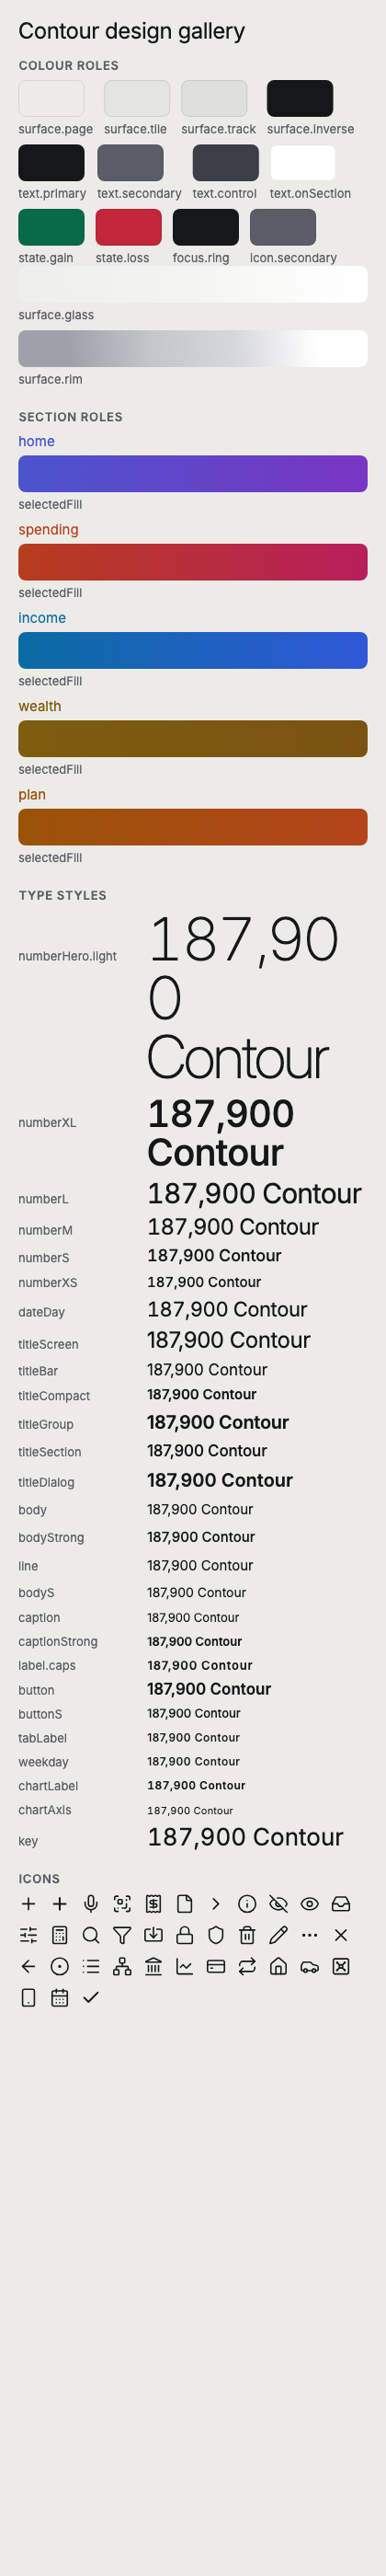 Contour design gallery
COLOUR ROLES
surface.page surface.tile surface.track surface.inverse
text.primary text.secondary text.control text.onSection
state.gain state.loss focus.ring icon.secondary
surface.glass
surface.rim
SECTION ROLES
home
selectedFill
spending
selectedFill
income
selectedFill
wealth
selectedFill
plan
selectedFill
TYPE STYLES
numberHero.light 187,90
0
Contour
numberXL 187,900
Contour
numberL 187,900 Contour
numberM 187,900 Contour
numberS 187,900 Contour
numberXS 187,900 Contour
dateDay 187,900 Contour
titleScreen 187,900 Contour
titleBar 187,900 Contour
titleCompact 187,900 Contour
titleGroup 187,900 Contour
titleSection 187,900 Contour
titleDialog 187,900 Contour
body 187,900 Contour
bodyStrong 187,900 Contour
line 187,900 Contour
bodyS 187,900 Contour
caption 187,900 Contour
captionStrong 187,900 Contour
label.caps 187,900 Contour
button 187,900 Contour
buttonS 187,900 Contour
tabLabel 187,900 Contour
weekday 187,900 Contour
chartLabel 187,900 Contour
chartAxis 187,900 Contour
key 187,900 Contour
ICONS